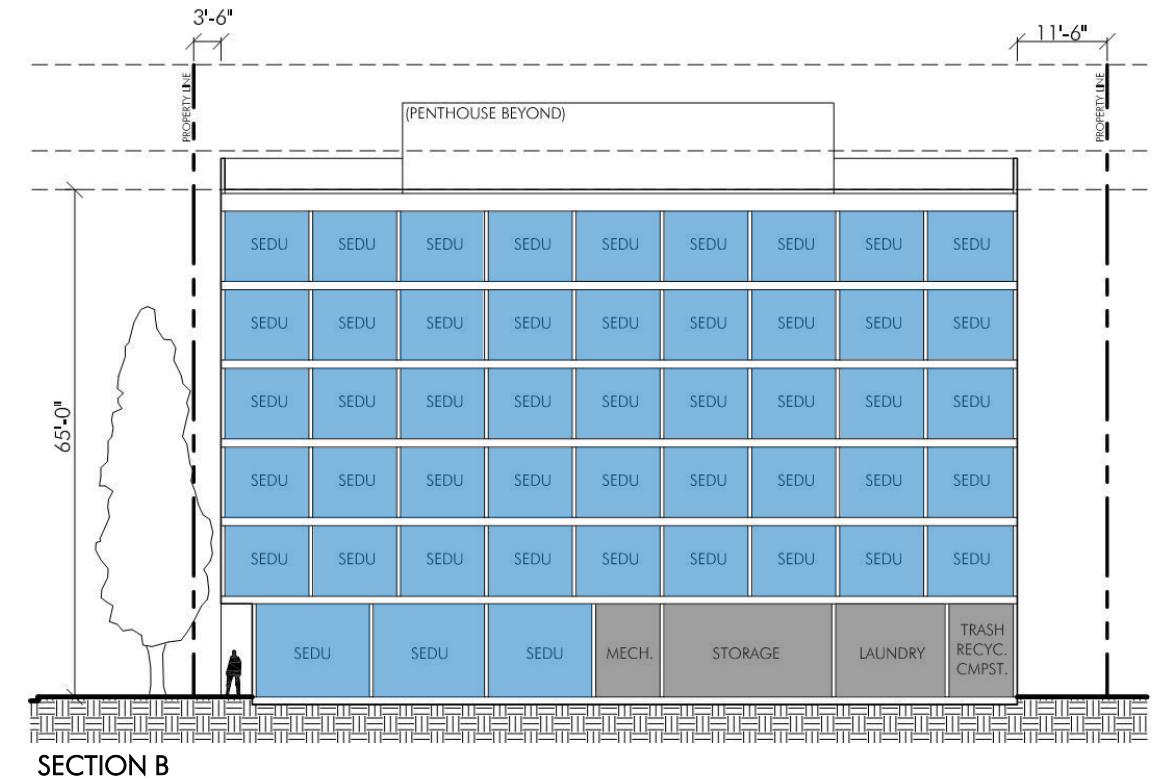 3'-6"
11'-6"
PROPERTY LINE
PROPERTY LINE
(PENTHOUSE BEYOND)
65'-0"
SEDU SEDU SEDU SEDU SEDU SEDU SEDU SEDU SEDU
SEDU SEDU SEDU SEDU SEDU SEDU SEDU SEDU SEDU
SEDU SEDU SEDU SEDU SEDU SEDU SEDU SEDU SEDU
SEDU SEDU SEDU SEDU SEDU SEDU SEDU SEDU SEDU
SEDU SEDU SEDU SEDU SEDU SEDU SEDU SEDU SEDU
SEDU SEDU SEDU MECH. STORAGE LAUNDRY
TRASH
RECYC.
CMPST.
SECTION B